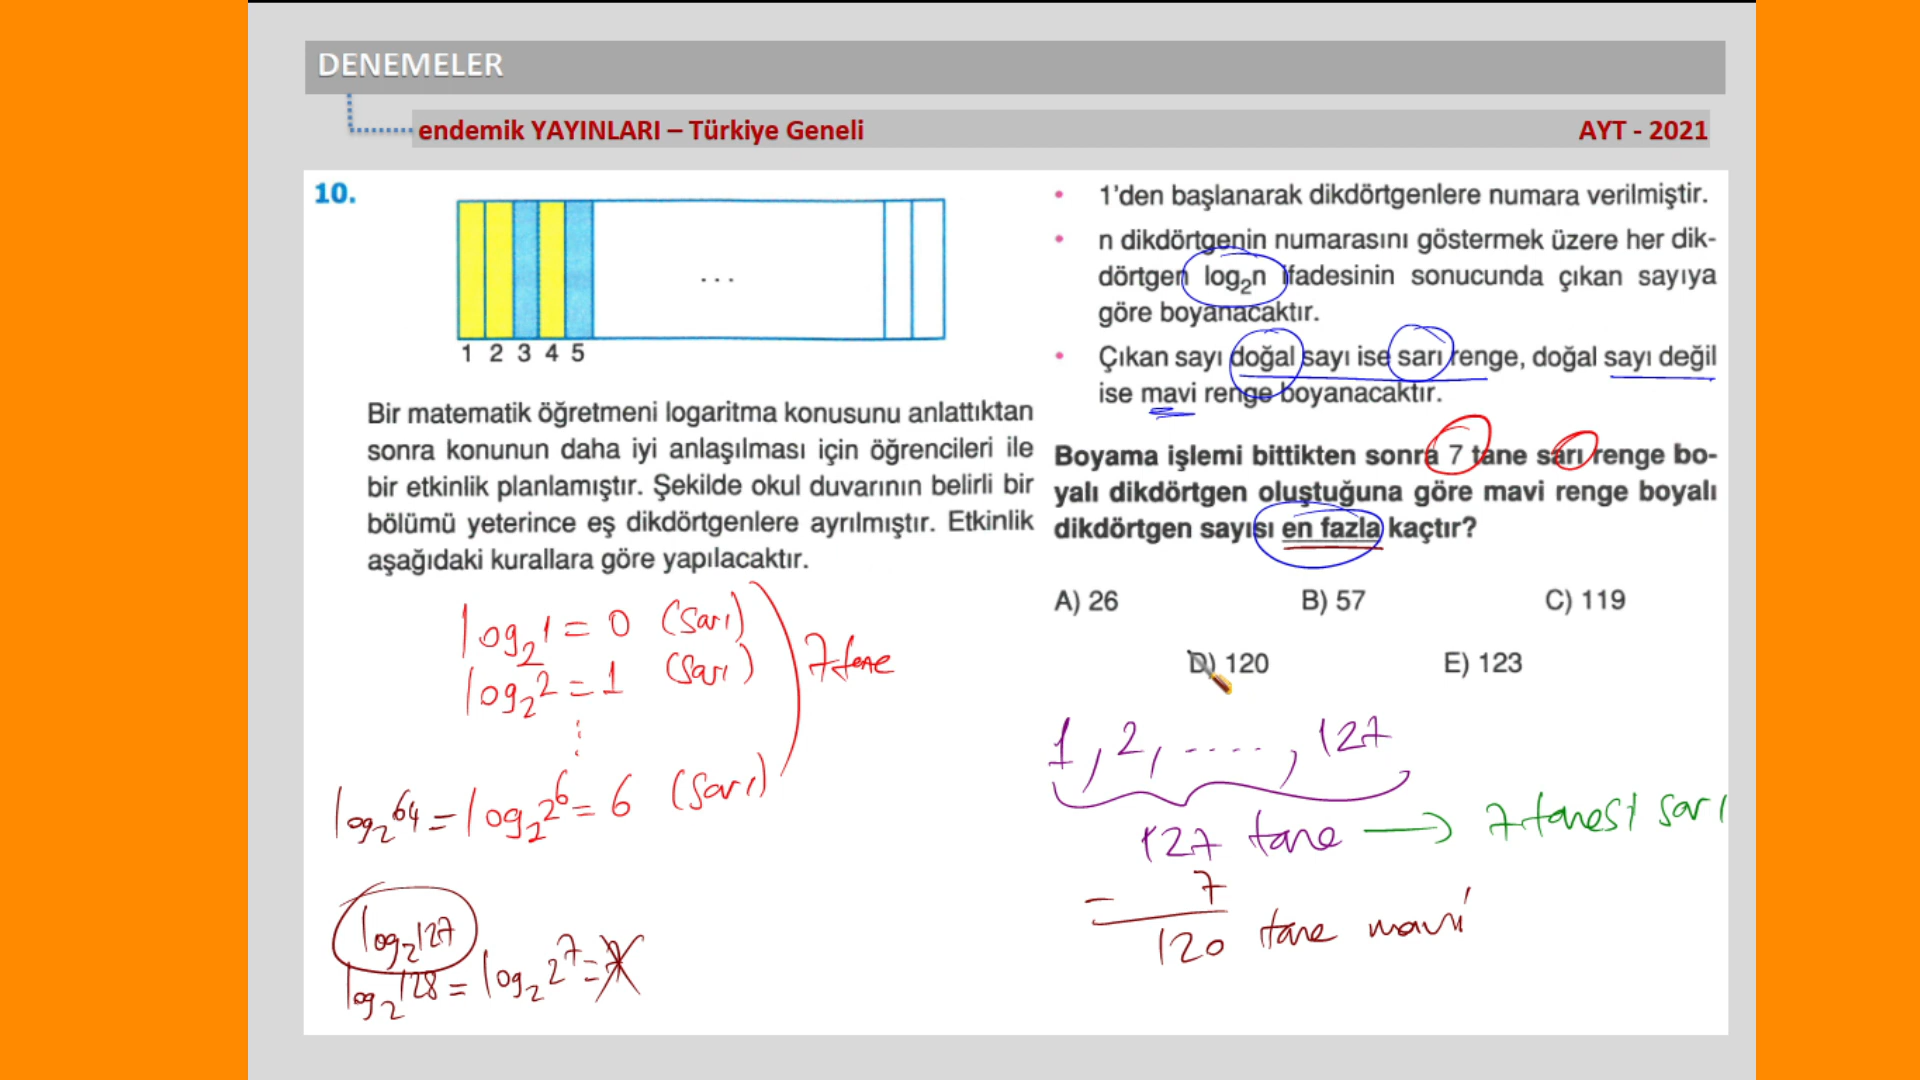 DENEMELER
endemik YAYINLARI – Türkiye Geneli
AYT - 2021
10.
...
1 2 3 4 5
Bir matematik öğretmeni logaritma konusunu anlattıktan
sonra konunun daha iyi anlaşılması için öğrencileri ile
bir etkinlik planlamıştır. Şekilde okul duvarının belirli bir
bölümü yeterince eş dikdörtgenlere ayrılmıştır. Etkinlik
aşağıdaki kurallara göre yapılacaktır.
• 1'den başlanarak dikdörtgenlere numara verilmiştir.
• n dikdörtgenin numarasını göstermek üzere her dik-
dörtgen log₂n ifadesinin sonucunda çıkan sayıya
göre boyanacaktır.
• Çıkan sayı doğal sayı ise sarı renge, doğal sayı değil
ise mavi renge boyanacaktır.
Boyama işlemi bittikten sonra 7 tane sarı renge bo-
yalı dikdörtgen oluştuğuna göre mavi renge boyalı
dikdörtgen sayısı en fazla kaçtır?
A) 26 B) 57 C) 119
D) 120 E) 123
log₂1 = 0 (sarı)
log₂2 = 1 (sarı)
7 tane
log₂64 = log₂2⁶ = 6 (sarı)
log₂127
log₂128 = log₂2⁷ = 7
1, 2, ....., 127
127 tane → 7 tanesi sarı
- 7
120 tane mavi